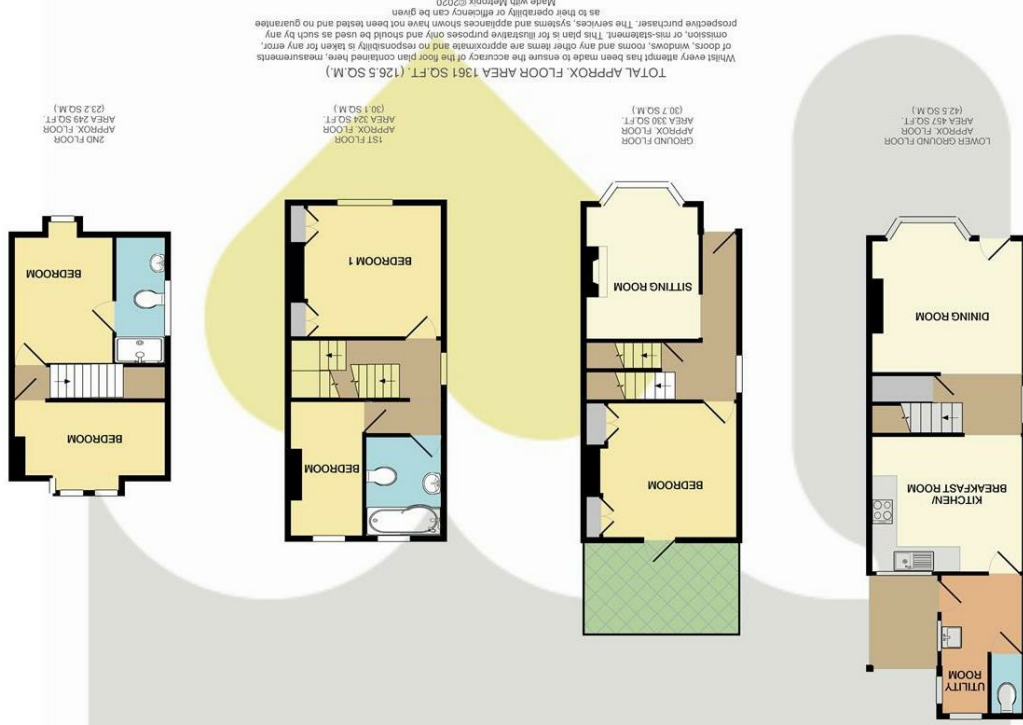 UTILITY
ROOM
KITCHEN/
BREAKFAST ROOM
DINING ROOM
LOWER GROUND FLOOR
APPROX. FLOOR
AREA 457 SQ.FT.
(42.5 SQ.M.)
BEDROOM
SITTING ROOM
GROUND FLOOR
APPROX. FLOOR
AREA 330 SQ.FT.
(30.7 SQ.M.)
BEDROOM
BEDROOM 1
1ST FLOOR
APPROX. FLOOR
AREA 324 SQ.FT.
(30.1 SQ.M.)
BEDROOM
BEDROOM
2ND FLOOR
APPROX. FLOOR
AREA 249 SQ.FT.
(23.2 SQ.M.)
TOTAL APPROX. FLOOR AREA 1361 SQ.FT. (126.5 SQ.M.)
Whilst every attempt has been made to ensure the accuracy of the floor plan contained here, measurements
of doors, windows, rooms and any other items are approximate and no responsibility is taken for any error,
omission, or mis-statement. This plan is for illustrative purposes only and should be used as such by any
prospective purchaser. The services, systems and appliances shown have not been tested and no guarantee
as to their operability or efficiency can be given
Made with Metropix ©2020